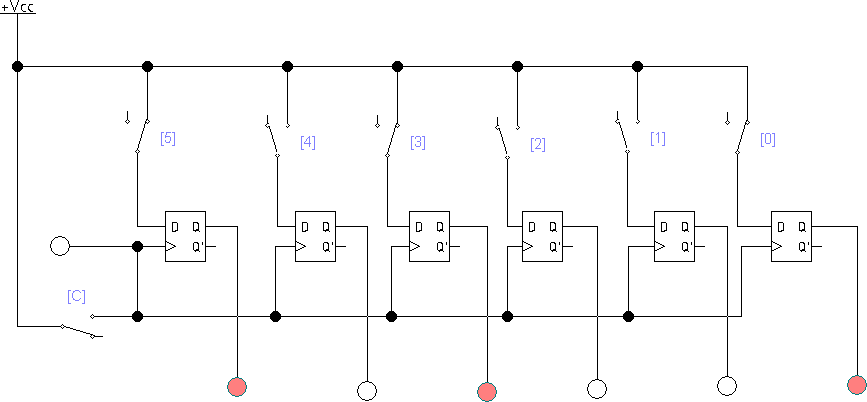 +Vcc
[5]
[4]
[3]
[2]
[1]
[0]
D Q
Q'
D Q
Q'
D Q
Q'
D Q
Q'
D Q
Q'
D Q
Q'
[C]